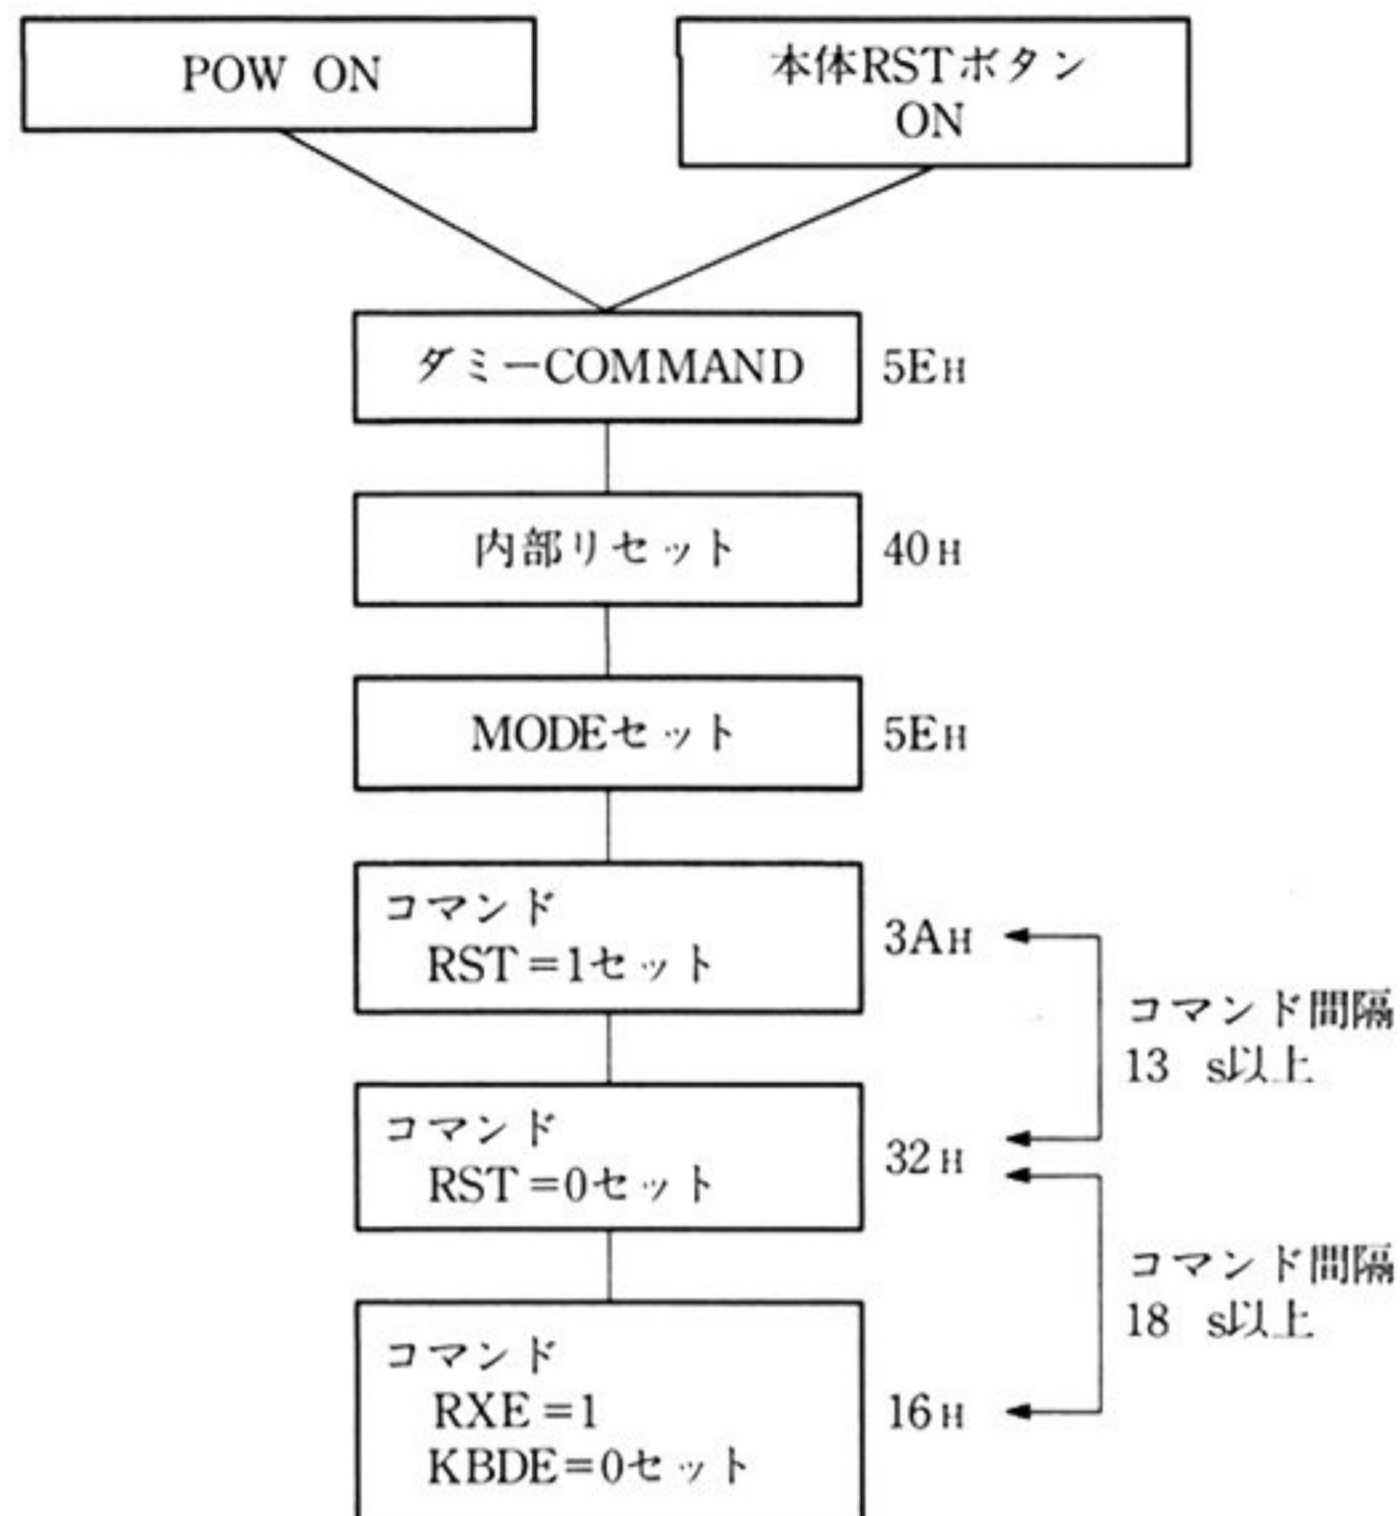 POW ON
本体RSTボタン
ON
ダミーCOMMAND
5EH
内部リセット
40H
MODEセット
5EH
コマンド
RST=1セット
3AH
コマンド間隔
13 s以上
コマンド
RST=0セット
32H
コマンド間隔
18 s以上
コマンド
RXE=1
KBDE=0セット
16H